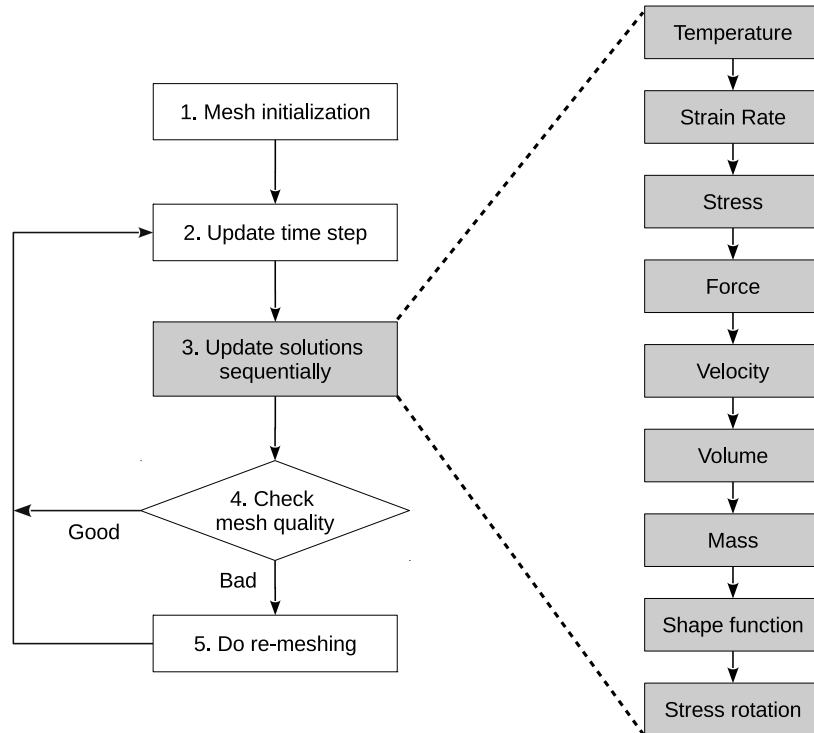 1. Mesh initialization
2. Update time step
3. Update solutions
sequentially
4. Check
mesh quality
Good
Bad
5. Do re-meshing
Temperature
Strain Rate
Stress
Force
Velocity
Volume
Mass
Shape function
Stress rotation